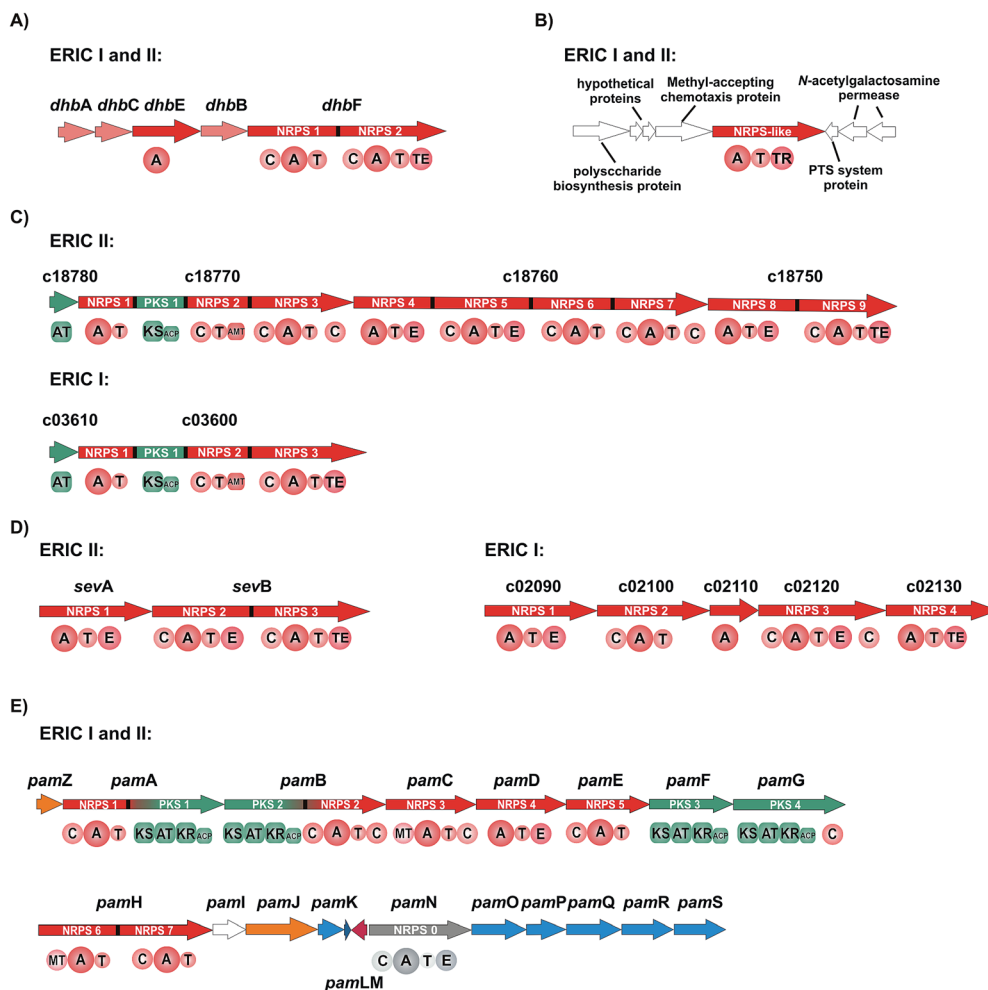 A)
ERIC I and II:
dhbA dhbC dhbE dhbB dhbF
NRPS 1 NRPS 2
A C A T C A T TE
B)
ERIC I and II:
hypothetical proteins
Methyl-accepting chemotaxis protein
N-acetylgalactosamine permease
NRPS-like
A T TR
polysccharide biosynthesis protein
PTS system protein
C)
ERIC II:
c18780 c18770 c18760 c18750
NRPS 1 PKS 1 NRPS 2 NRPS 3 NRPS 4 NRPS 5 NRPS 6 NRPS 7 NRPS 8 NRPS 9
AT A T KS ACP C T AMT C A T C A T E C A T E C A T C A T C A T E C A T TE
ERIC I:
c03610 c03600
NRPS 1 PKS 1 NRPS 2 NRPS 3
AT A T KS ACP C T AMT C A T TE
D)
ERIC II:
sevA sevB
NRPS 1 NRPS 2 NRPS 3
A T E C A T E C A T TE
ERIC I:
c02090 c02100 c02110 c02120 c02130
NRPS 1 NRPS 2 NRPS 3 NRPS 4
A T E C A T A C A T E C A T TE
E)
ERIC I and II:
pamZ pamA pamB pamC pamD pamE pamF pamG
NRPS 1 PKS 1 PKS 2 NRPS 2 NRPS 3 NRPS 4 NRPS 5 PKS 3 PKS 4
C A T KS AT KR ACP KS AT KR ACP C A T C MT A T C A T E C A T KS AT KR ACP KS AT KR ACP C
pamH pamI pamJ pamK pamN pamO pamP pamQ pamR pamS
NRPS 6 NRPS 7 NRPS 0
MT A T C A T C A T E
pamLM